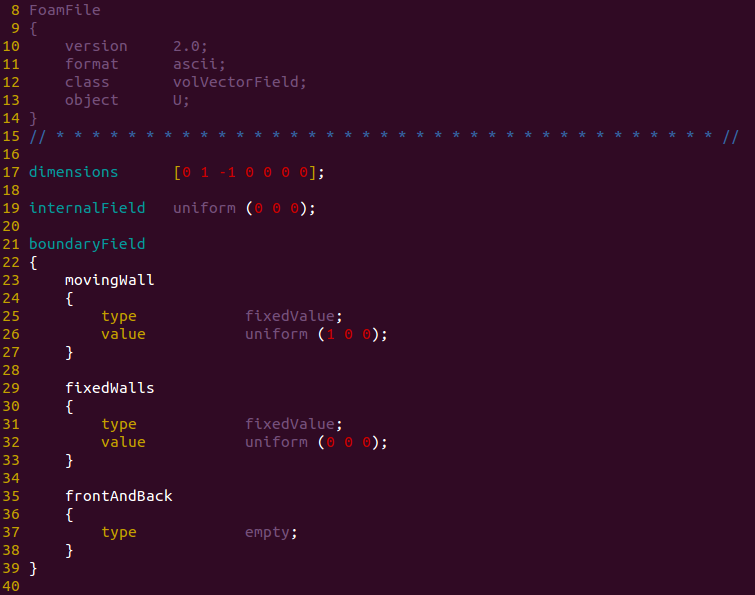 8 FoamFile
9 {
10     version     2.0;
11     format      ascii;
12     class       volVectorField;
13     object      U;
14 }
15 // * * * * * * * * * * * * * * * * * * * * * * * * * * * * * * * * * * * * * //
16
17 dimensions      [0 1 -1 0 0 0 0];
18
19 internalField   uniform (0 0 0);
20
21 boundaryField
22 {
23     movingWall
24     {
25         type            fixedValue;
26         value           uniform (1 0 0);
27     }
28
29     fixedWalls
30     {
31         type            fixedValue;
32         value           uniform (0 0 0);
33     }
34
35     frontAndBack
36     {
37         type            empty;
38     }
39 }
40